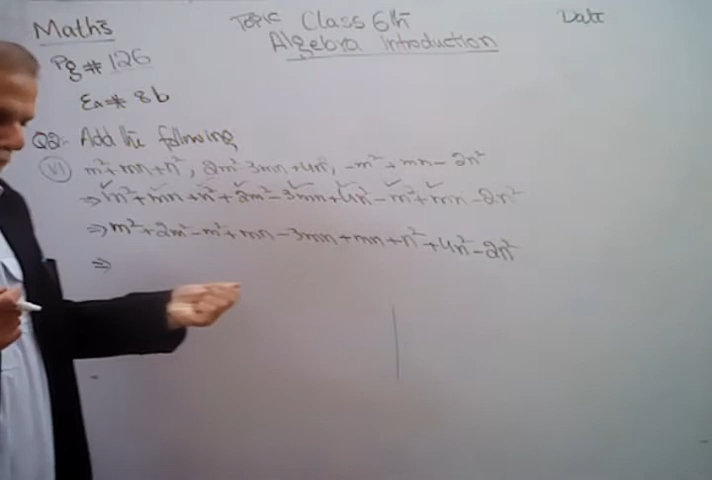 Maths Topic Class 6th Date
Algebra Introduction
Pg # 126
Ex # 8b
Q2- Add the following
(VI) m²+mn+n², 2m²-3mn+4n², -m²+mn-2n²
⇒ m²+mn+n²+2m²-3mn+4n²-m²+mn-2n²
⇒ m²+2m²-m²+mn-3mn+mn+n²+4n²-2n²
⇒